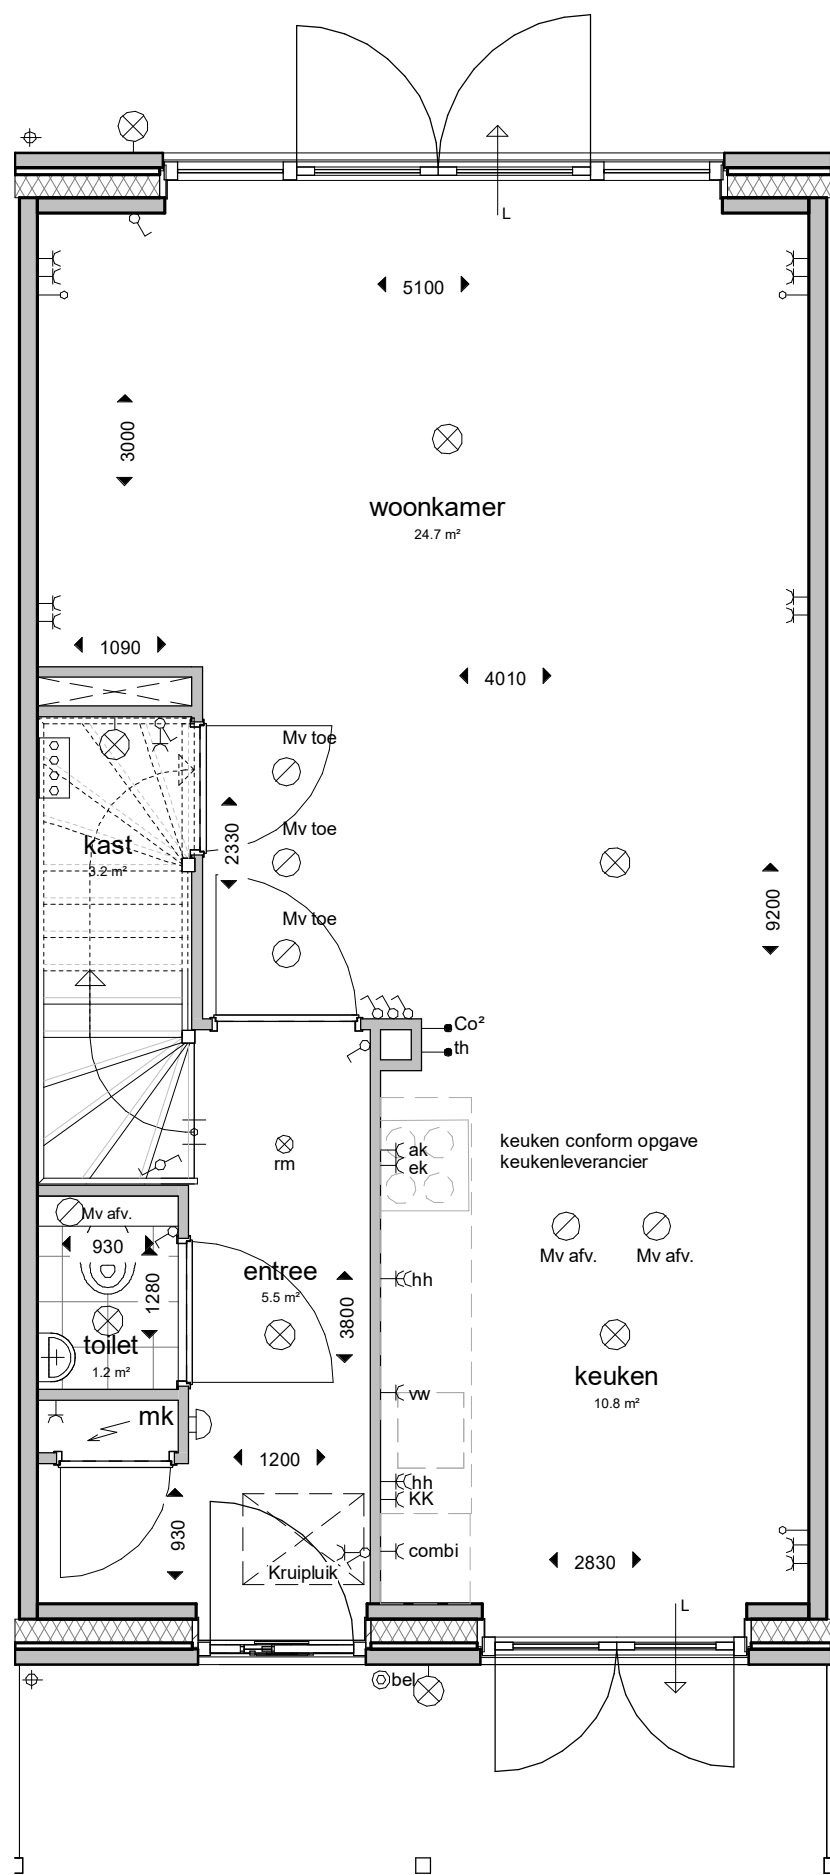 L
5100
3000
woonkamer
24.7 m²
1090
4010
Mv toe
2330
Mv toe
kast
3.2 m²
9200
Mv toe
Co²
th
keuken conform opgave
keukenleverancier
ak
ek
rm
Mv afv.
930
1280
Mv afv.
Mv afv.
entree
5.5 m²
hh
3800
toilet
1.2 m²
keuken
10.8 m²
vw
mk
1200
hh
KK
930
combi
2830
Kruipluik
L
bel